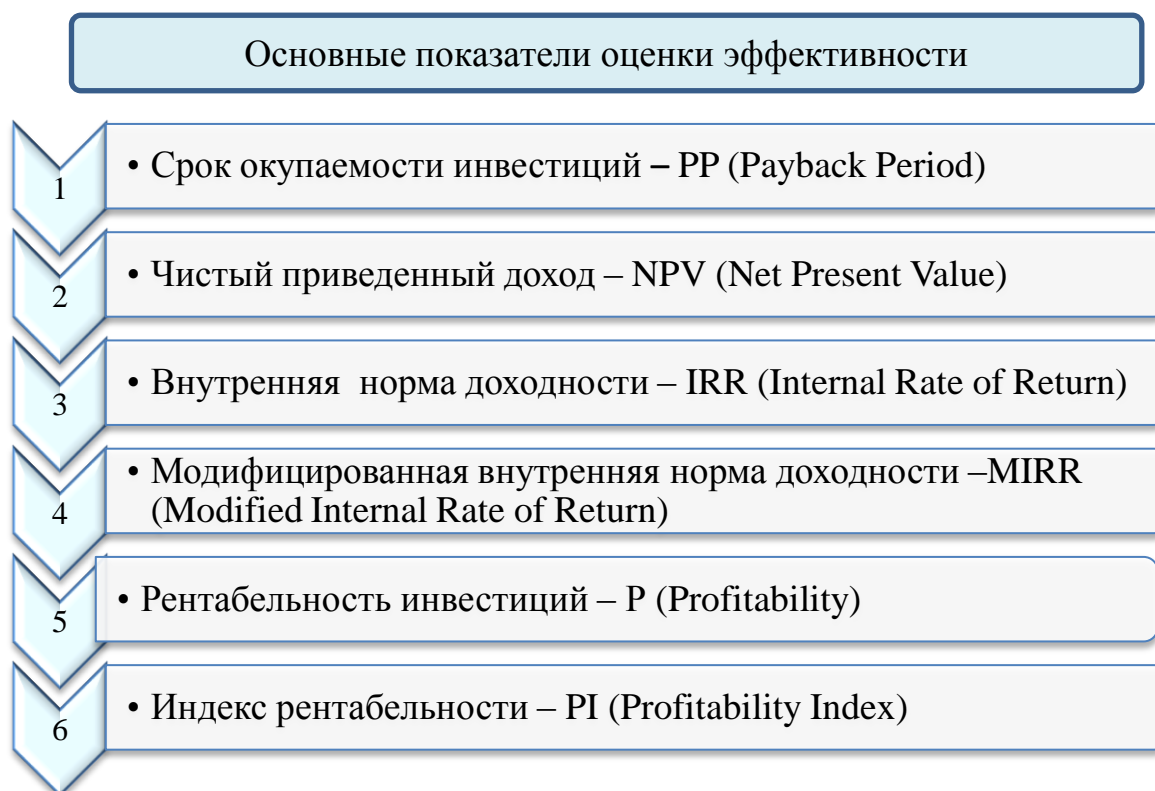 Основные показатели оценки эффективности
1
• Срок окупаемости инвестиций – PP (Payback Period)
2
• Чистый приведенный доход – NPV (Net Present Value)
3
• Внутренняя норма доходности – IRR (Internal Rate of Return)
4
• Модифицированная внутренняя норма доходности –MIRR
(Modified Internal Rate of Return)
5
• Рентабельность инвестиций – P (Profitability)
6
• Индекс рентабельности – PI (Profitability Index)